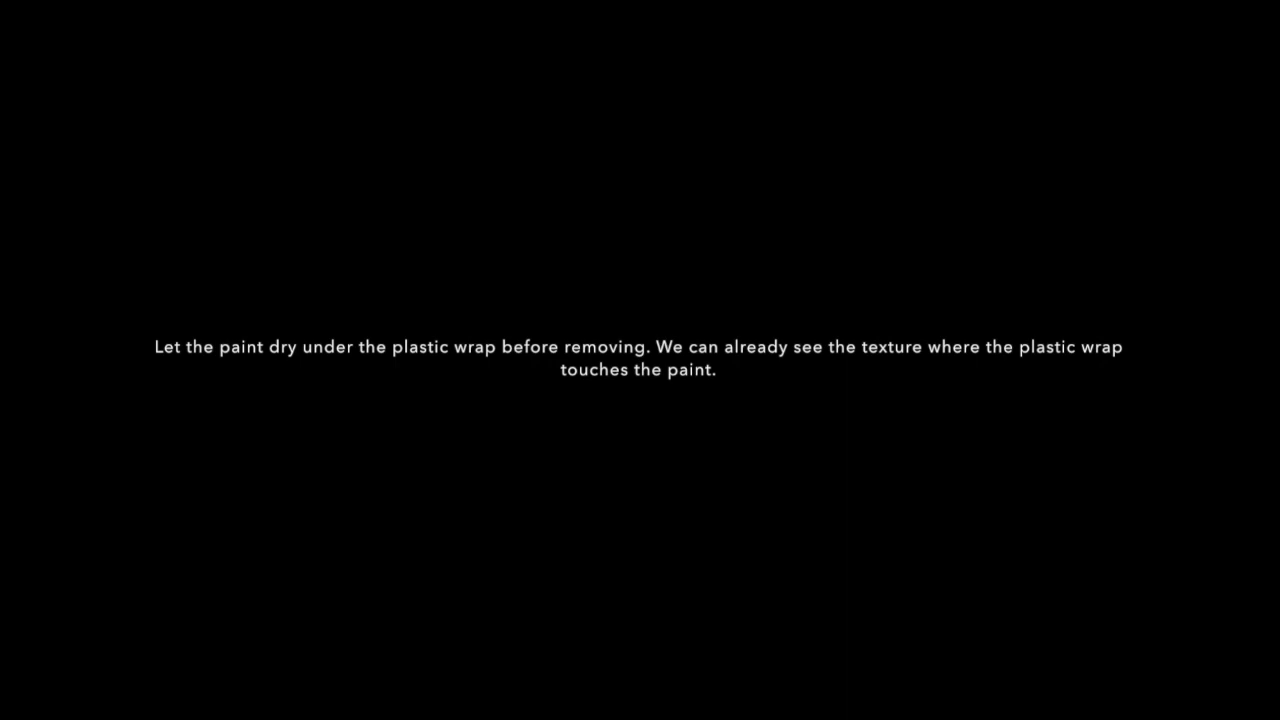 Let the paint dry under the plastic wrap before removing. We can already see the texture where the plastic wrap
touches the paint.